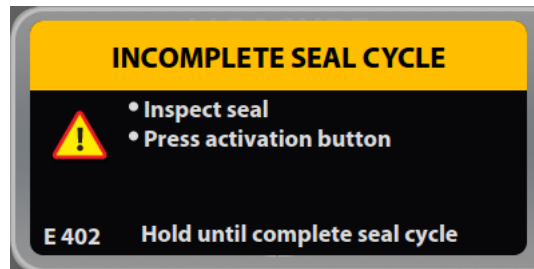 INCOMPLETE SEAL CYCLE
• Inspect seal
• Press activation button
!
E 402 Hold until complete seal cycle